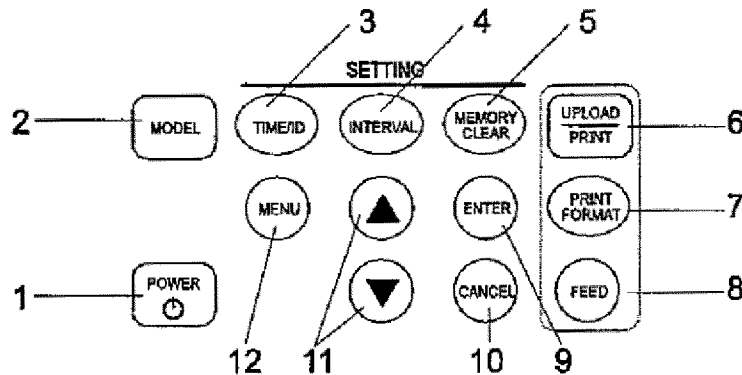 3 4 5
SETTING
2 MODEL TIME/ID INTERVAL MEMORY CLEAR UPLOAD PRINT 6
MENU ENTER PRINT FORMAT 7
1 POWER CANCEL FEED 8
12 11 10 9